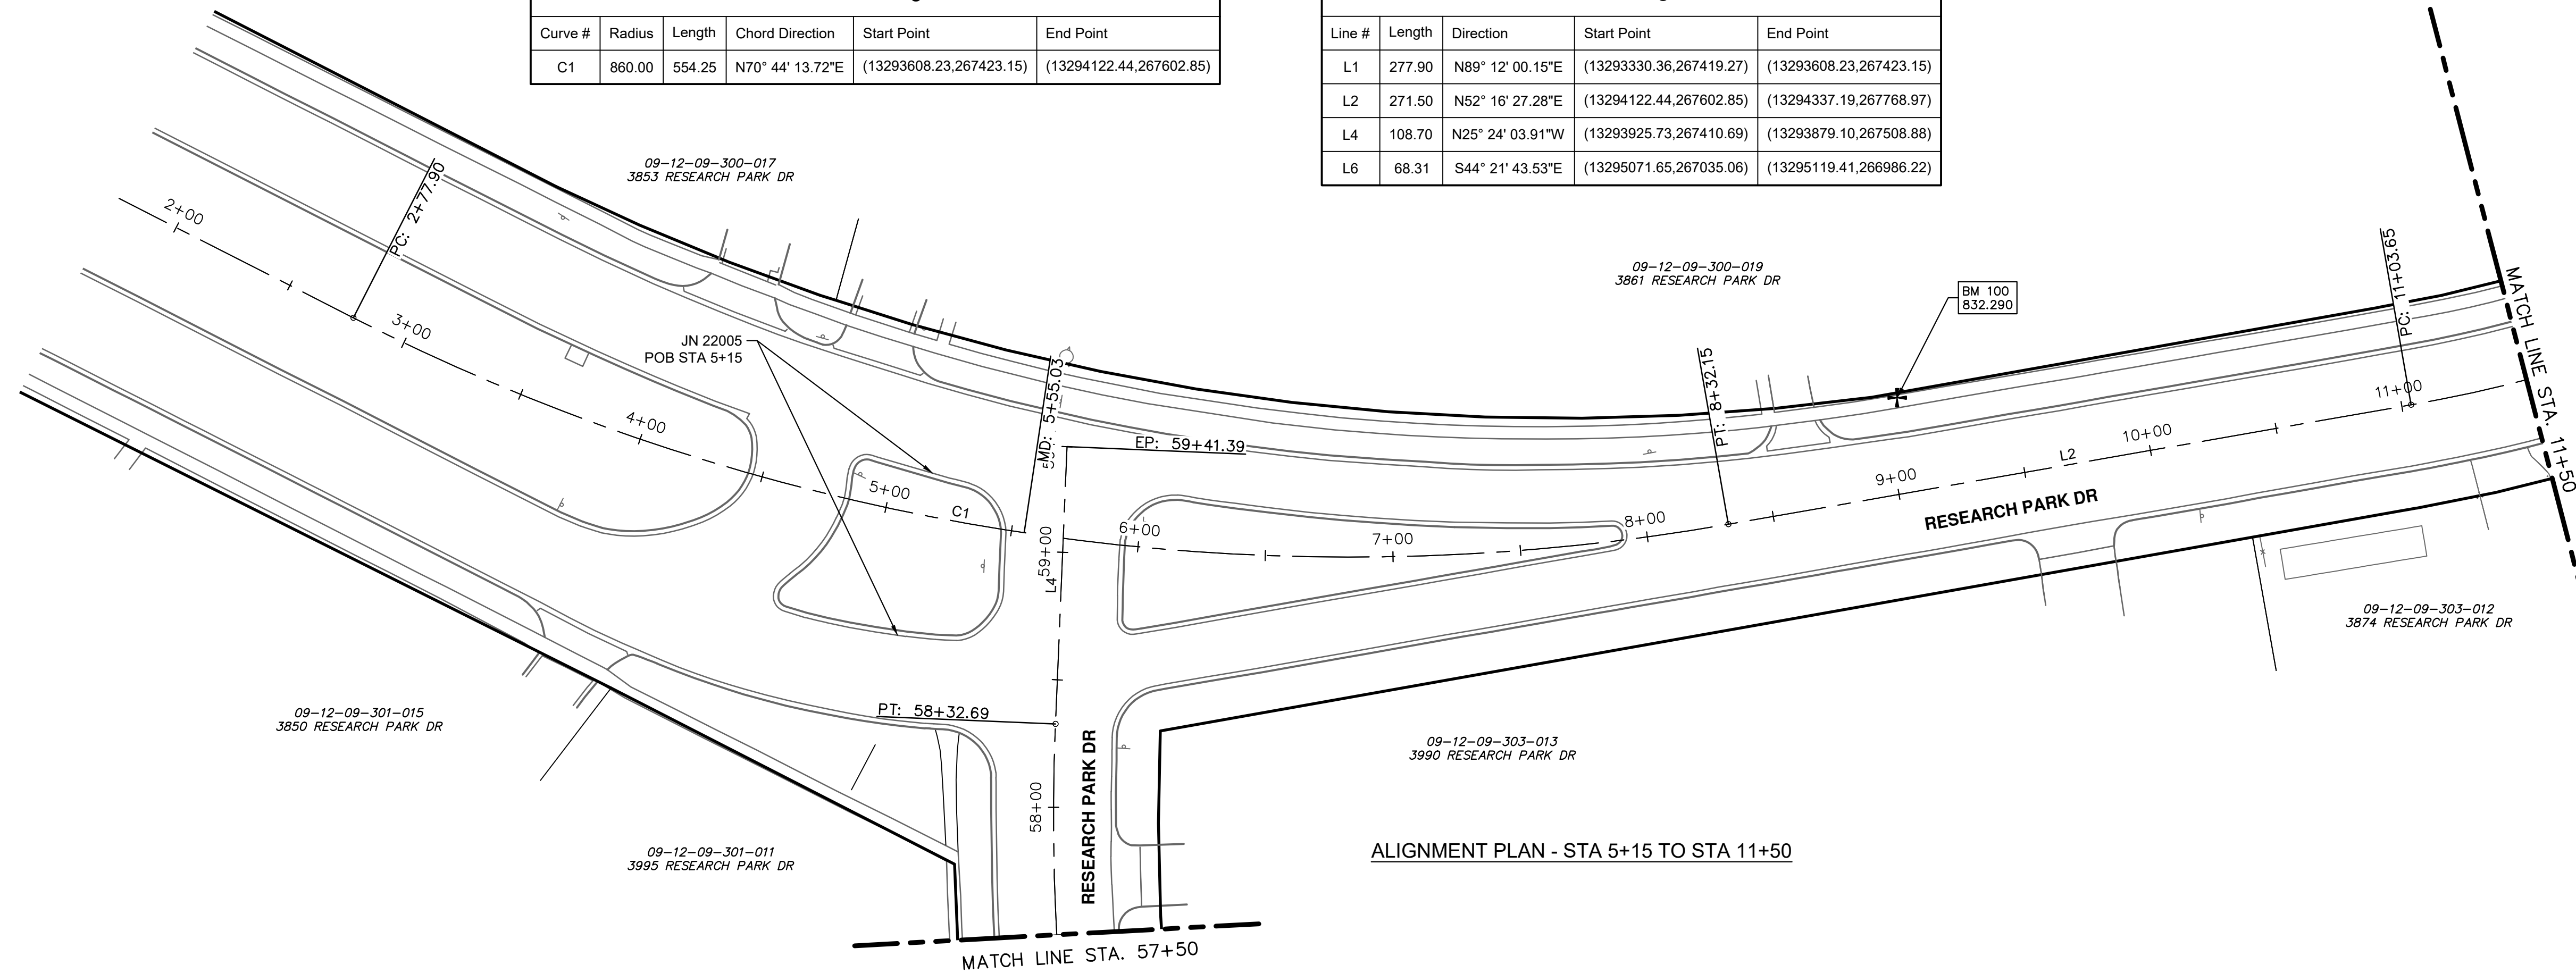 Curve # Radius Length Chord Direction Start Point End Point
C1 860.00 554.25 N70° 44' 13.72"E (13293608.23,267423.15) (13294122.44,267602.85)
Line # Length Direction Start Point End Point
L1 277.90 N89° 12' 00.15"E (13293330.36,267419.27) (13293608.23,267423.15)
L2 271.50 N52° 16' 27.28"E (13294122.44,267602.85) (13294337.19,267768.97)
L4 108.70 N25° 24' 03.91"W (13293925.73,267410.69) (13293879.10,267508.88)
L6 68.31 S44° 21' 43.53"E (13295071.65,267035.06) (13295119.41,266986.22)
09-12-09-300-017
3853 RESEARCH PARK DR
2+00
PC: 2+77.90
3+00
JN 22005
POB STA 5+15
4+00
5+00
C1
MD: 5+55.03
EP: 59+41.39
59+00
L4
6+00
7+00
8+00
PT: 8+32.15
09-12-09-300-019
3861 RESEARCH PARK DR
BM 100
832.290
9+00
L2
10+00
11+00
PC: 11+03.65
MATCH LINE STA. 11+50
RESEARCH PARK DR
09-12-09-303-012
3874 RESEARCH PARK DR
09-12-09-301-015
3850 RESEARCH PARK DR
PT: 58+32.69
58+00
RESEARCH PARK DR
09-12-09-303-013
3990 RESEARCH PARK DR
09-12-09-301-011
3995 RESEARCH PARK DR
ALIGNMENT PLAN - STA 5+15 TO STA 11+50
MATCH LINE STA. 57+50